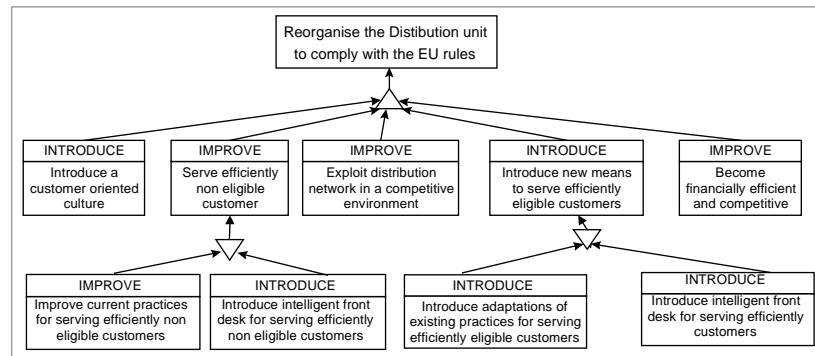 Reorganise the Distibution unit
to comply with the EU rules
INTRODUCE
Introduce a
customer oriented
culture
IMPROVE
Serve efficiently
non eligible
customer
IMPROVE
Exploit distribution
network in a competitive
environment
INTRODUCE
Introduce new means
to serve efficiently
eligible customers
IMPROVE
Become
financially efficient
and competitive
IMPROVE
Improve current practices
for serving efficiently non
eligible customers
INTRODUCE
Introduce intelligent front
desk for serving efficiently
non eligible customers
INTRODUCE
Introduce adaptations of
existing practices for serving
efficiently eligible customers
INTRODUCE
Introduce intelligent front
desk for serving efficiently
customers